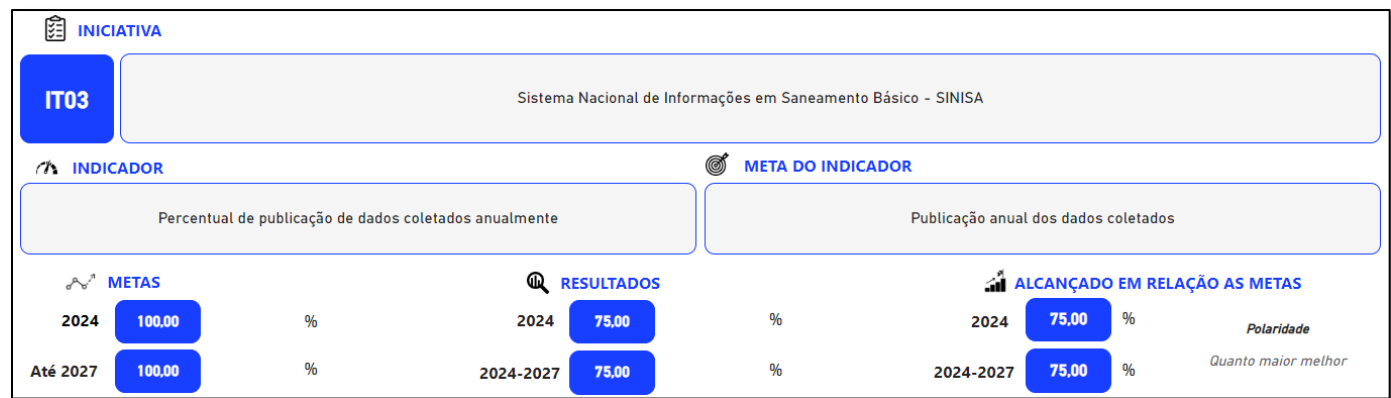 INICIATIVA
IT03
Sistema Nacional de Informações em Saneamento Básico - SINISA
INDICADOR
META DO INDICADOR
Percentual de publicação de dados coletados anualmente
Publicação anual dos dados coletados
METAS
RESULTADOS
ALCANÇADO EM RELAÇÃO AS METAS
2024 100,00 % 2024 75,00 % 2024 75,00 % Polaridade
Até 2027 100,00 % 2024-2027 75,00 % 2024-2027 75,00 % Quanto maior melhor